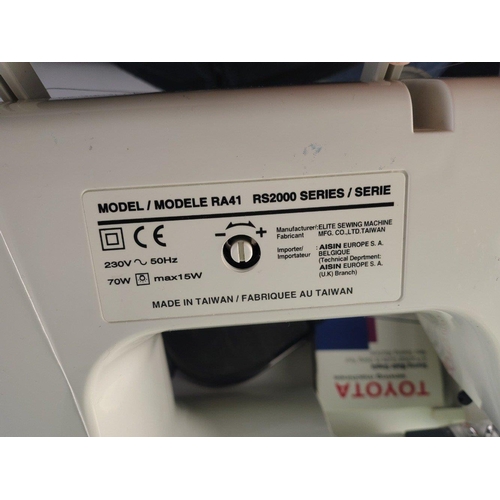 MODEL / MODELE RA41 RS2000 SERIES / SERIE
CE
230V ~ 50Hz
70W max15W
- +
Manufacturer/ :ELITE SEWING MACHINE
Fabricant MFG. CO.,LTD.TAIWAN
Importer/ : AISIN EUROPE S. A.
Importateur BELGIQUE
(Technical Deprtment:
AISIN EUROPE S. A.
(U.K) Branch)
MADE IN TAIWAN / FABRIQUEE AU TAIWAN
TOYOTA